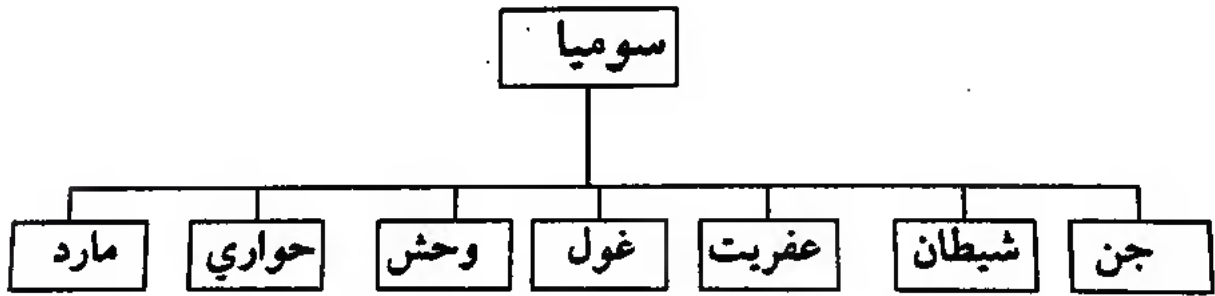 سوميا
جن
شيطان
عفريت
غول
وحش
حواري
مارد